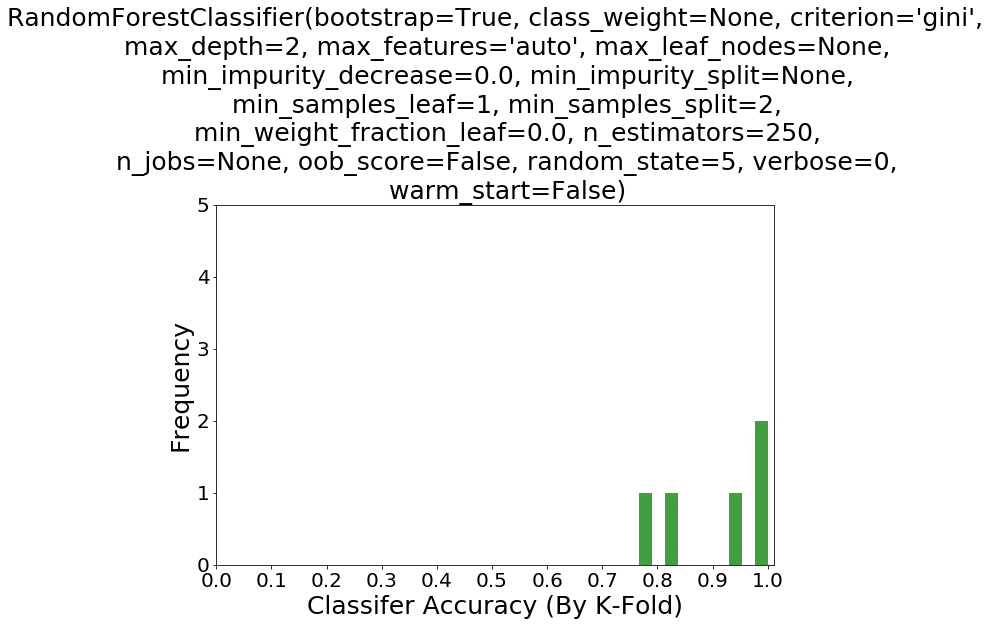 RandomForestClassifier(bootstrap=True, class_weight=None, criterion='gini',
max_depth=2, max_features='auto', max_leaf_nodes=None,
min_impurity_decrease=0.0, min_impurity_split=None,
min_samples_leaf=1, min_samples_split=2,
min_weight_fraction_leaf=0.0, n_estimators=250,
n_jobs=None, oob_score=False, random_state=5, verbose=0,
warm_start=False)
5
4
3
2
1
0
Frequency
0.0 0.1 0.2 0.3 0.4 0.5 0.6 0.7 0.8 0.9 1.0
Classifer Accuracy (By K-Fold)